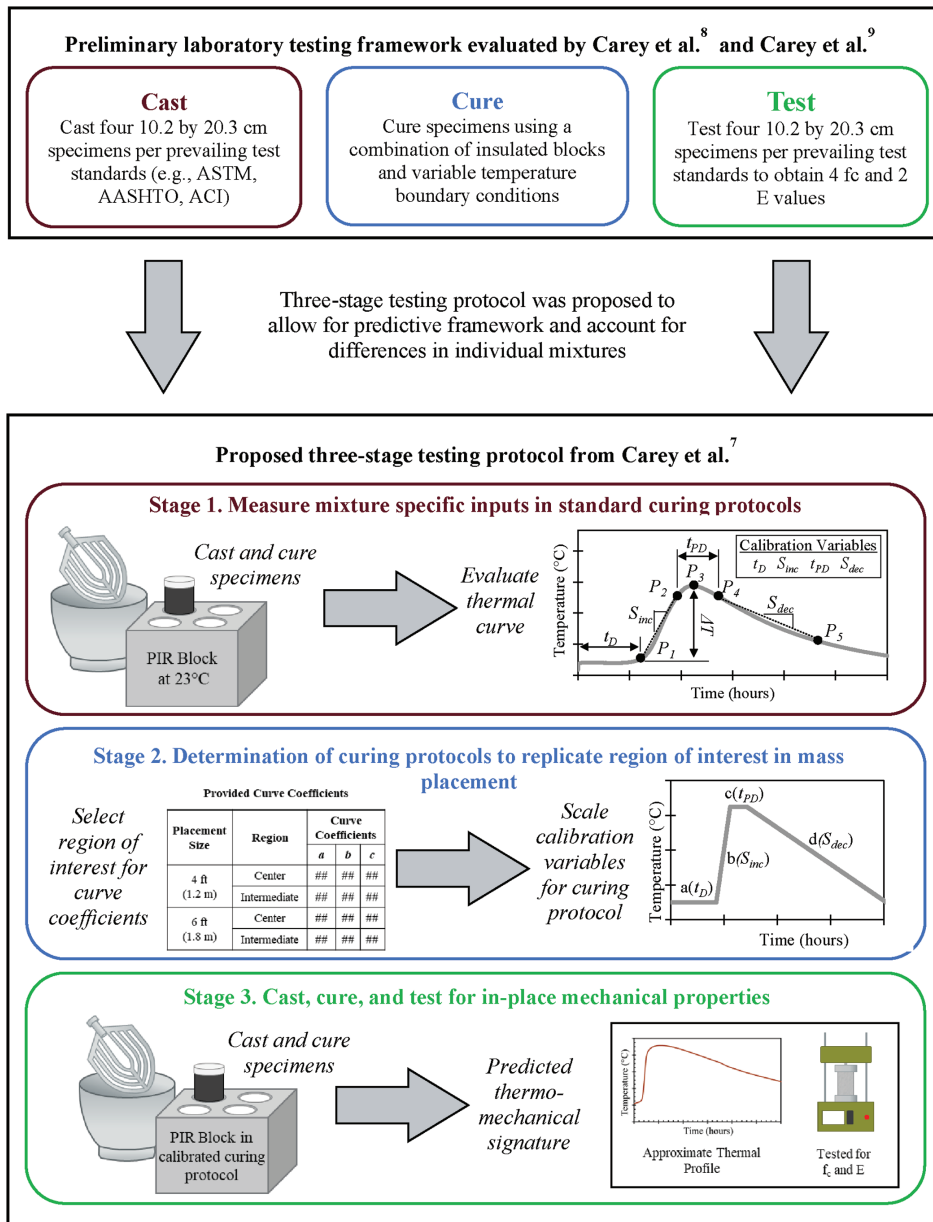 Preliminary laboratory testing framework evaluated by Carey et al.8 and Carey et al.9
Cast
Cast four 10.2 by 20.3 cm
specimens per prevailing test
standards (e.g., ASTM,
AASHTO, ACI)
Cure
Cure specimens using a
combination of insulated blocks
and variable temperature
boundary conditions
Test
Test four 10.2 by 20.3 cm
specimens per prevailing test
standards to obtain 4 fc and 2
E values
Three-stage testing protocol was proposed to
allow for predictive framework and account for
differences in individual mixtures
Proposed three-stage testing protocol from Carey et al.7
Stage 1. Measure mixture specific inputs in standard curing protocols
Cast and cure
specimens
PIR Block
at 23°C
Evaluate
thermal
curve
Temperature (°C)
tD
Sinc
P1
P2
tPD
P3
P4
ΔT
Sdec
P5
Calibration Variables
tD Sinc tPD Sdec
Time (hours)
Stage 2. Determination of curing protocols to replicate region of interest in mass
placement
Select
region of
interest for
curve
coefficients
Provided Curve Coefficients
Placement
Size
Region
Curve
Coefficients
a b c
4 ft
(1.2 m)
Center ## ## ##
Intermediate ## ## ##
6 ft
(1.8 m)
Center ## ## ##
Intermediate ## ## ##
Scale
calibration
variables
for curing
protocol
Temperature (°C)
a(tD)
b(Sinc)
c(tPD)
d(Sdec)
Time (hours)
Stage 3. Cast, cure, and test for in-place mechanical properties
Cast and cure
specimens
PIR Block in
calibrated curing
protocol
Predicted
thermo-
mechanical
signature
Temperature (°C)
Time (hours)
Approximate Thermal
Profile
Tested for
fc and E